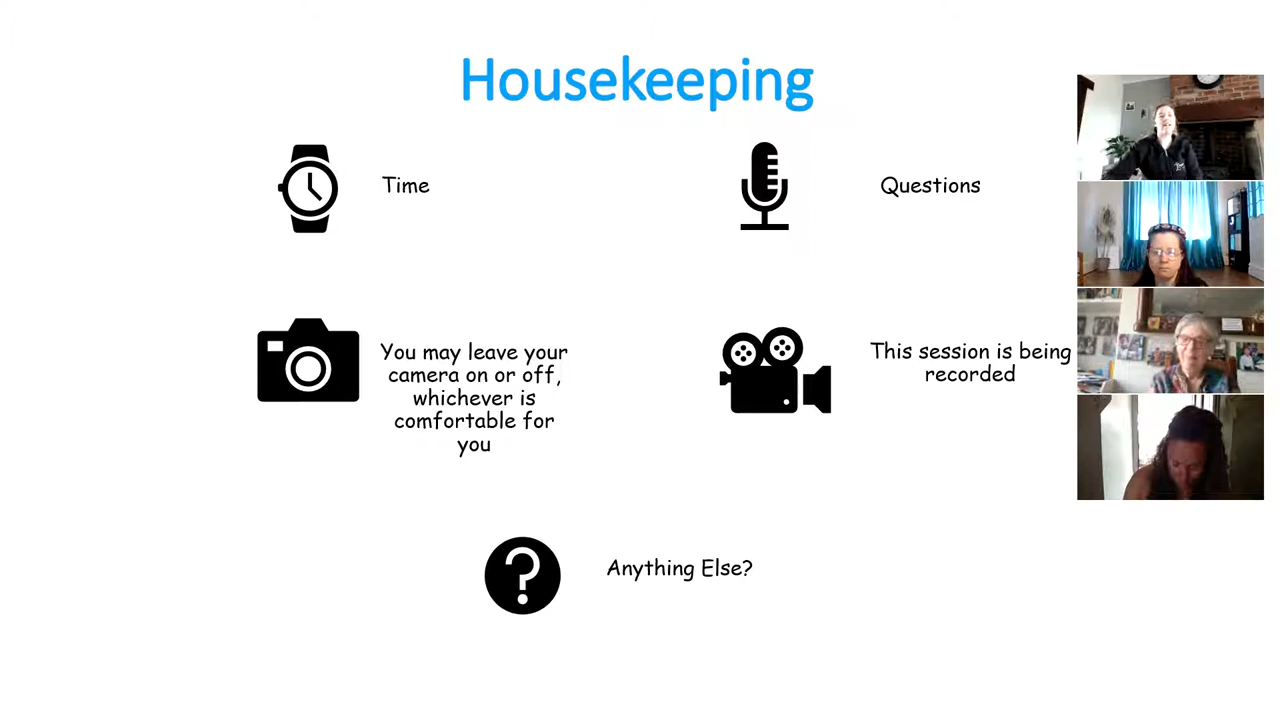 Housekeeping
Time
Questions
You may leave your
camera on or off,
whichever is
comfortable for
you
This session is being
recorded
Anything Else?